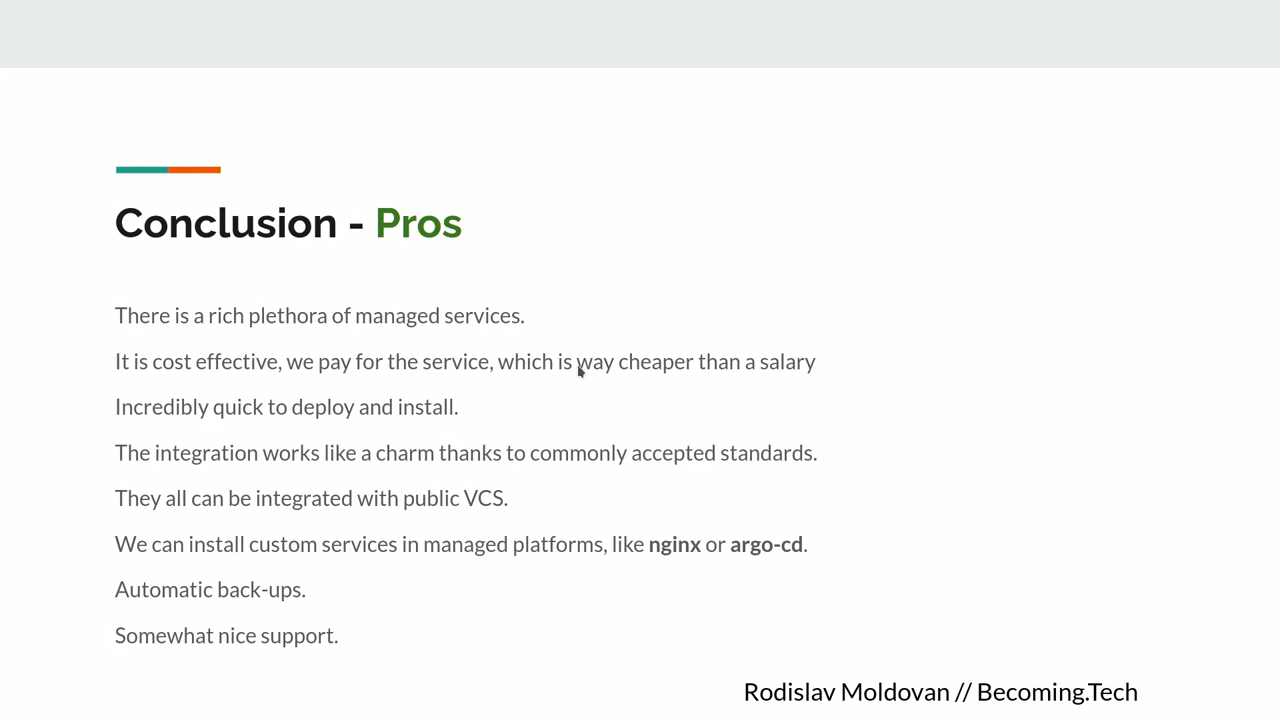 Conclusion - Pros
There is a rich plethora of managed services.
It is cost effective, we pay for the service, which is way cheaper than a salary
Incredibly quick to deploy and install.
The integration works like a charm thanks to commonly accepted standards.
They all can be integrated with public VCS.
We can install custom services in managed platforms, like nginx or argo-cd.
Automatic back-ups.
Somewhat nice support.
Rodislav Moldovan // Becoming.Tech